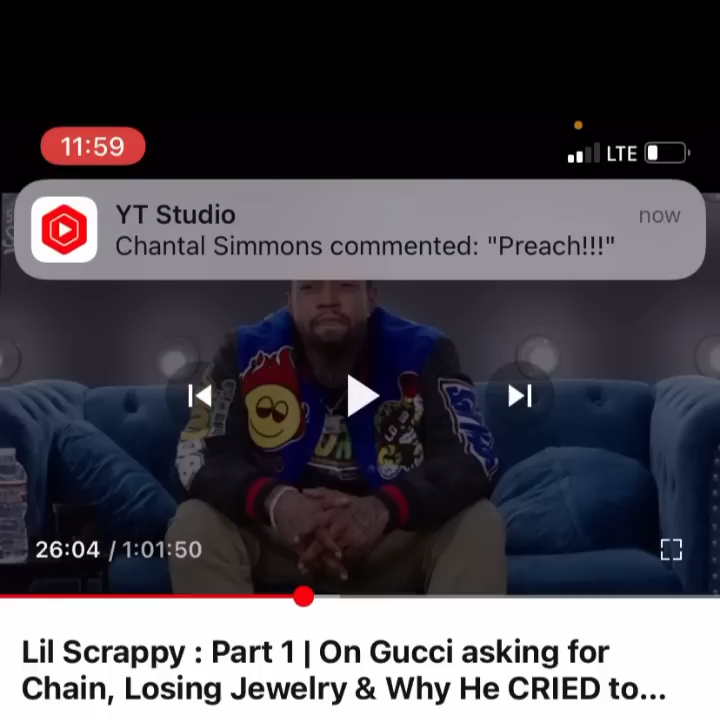 11:59
LTE
YT Studio
now
Chantal Simmons commented: "Preach!!!"
26:04 / 1:01:50
Lil Scrappy : Part 1 | On Gucci asking for
Chain, Losing Jewelry & Why He CRIED to...